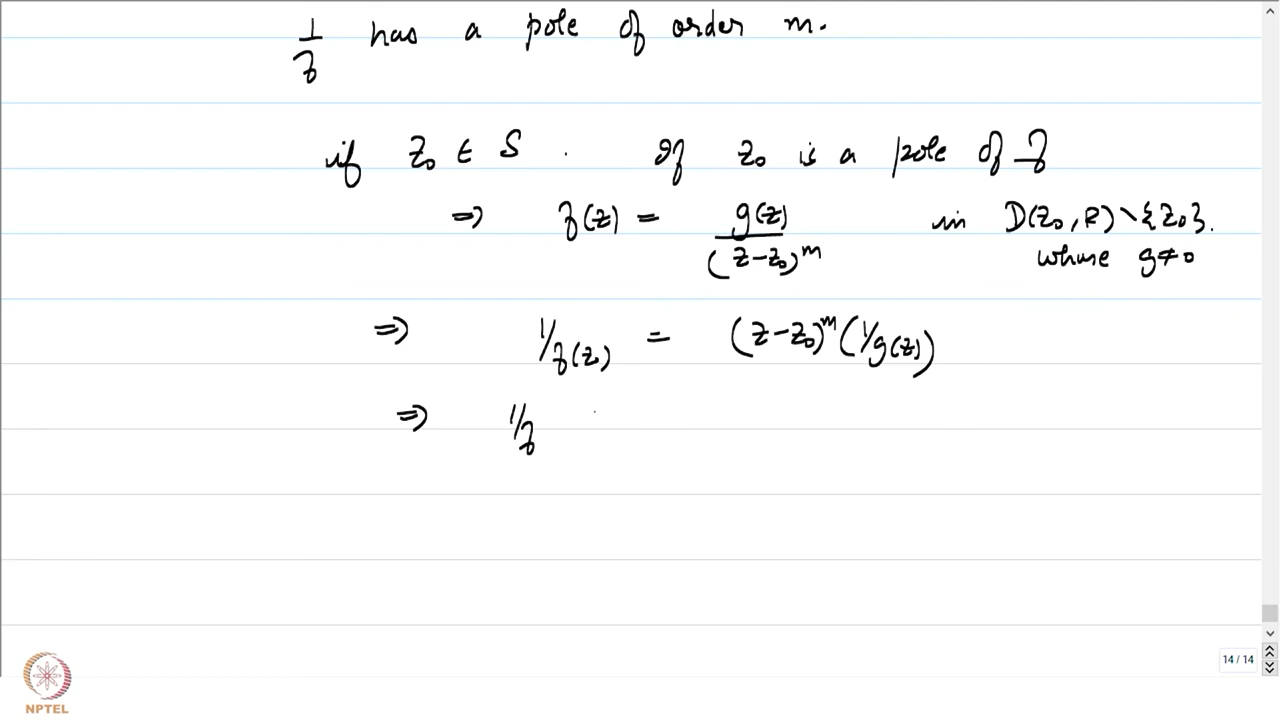 1/f has a pole of order m.
if z₀ ∈ S. If z₀ is a pole of f
⇒ f(z) = g(z)/(z-z₀)^m in D(z₀, R)∖{z₀}.
where g≠0
⇒ 1/f(z₀) = (z-z₀)^m (1/g(z))
⇒ 1/f
14 / 14
NPTEL